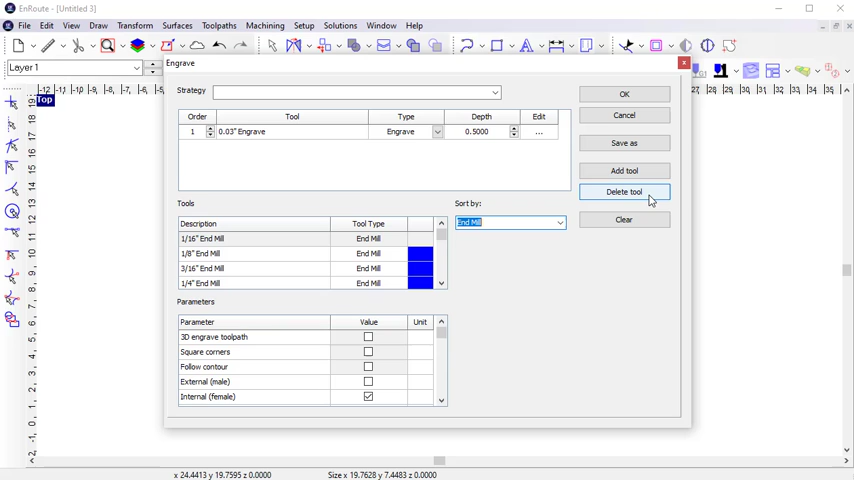 EnRoute - [Untitled 3]
File Edit View Draw Transform Surfaces Toolpaths Machining Setup Solutions Window Help
Layer 1
Top
Engrave
Strategy
OK
Order Tool Type Depth Edit
Cancel
1 0.03" Engrave Engrave 0.5000 ...
Save as
Add tool
Delete tool
Tools Sort by:
Description Tool Type End Mill Clear
1/16" End Mill End Mill
1/8" End Mill End Mill
3/16" End Mill End Mill
1/4" End Mill End Mill
Parameters
Parameter Value Unit
3D engrave toolpath
Square corners
Follow contour
External (male)
Internal (female)
x 24.4413 y 19.7595 z 0.0000 Size x 19.7628 y 7.4483 z 0.0000